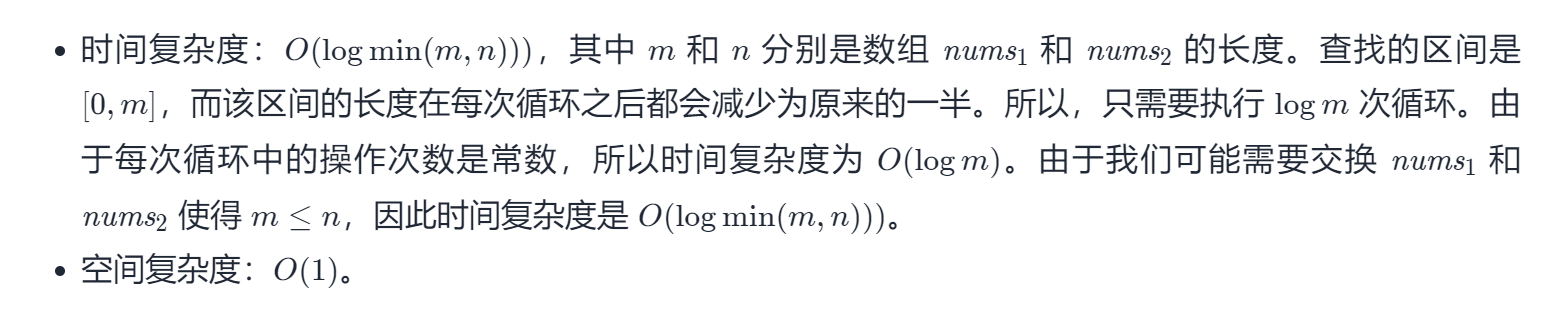 • 时间复杂度：O(log min(m, n)))，其中 m 和 n 分别是数组 nums₁ 和 nums₂ 的长度。查找的区间是
[0, m]，而该区间的长度在每次循环之后都会减少为原来的一半。所以，只需要执行 log m 次循环。由
于每次循环中的操作次数是常数，所以时间复杂度为 O(log m)。由于我们可能需要交换 nums₁ 和
nums₂ 使得 m ≤ n，因此时间复杂度是 O(log min(m, n)))。
• 空间复杂度：O(1)。